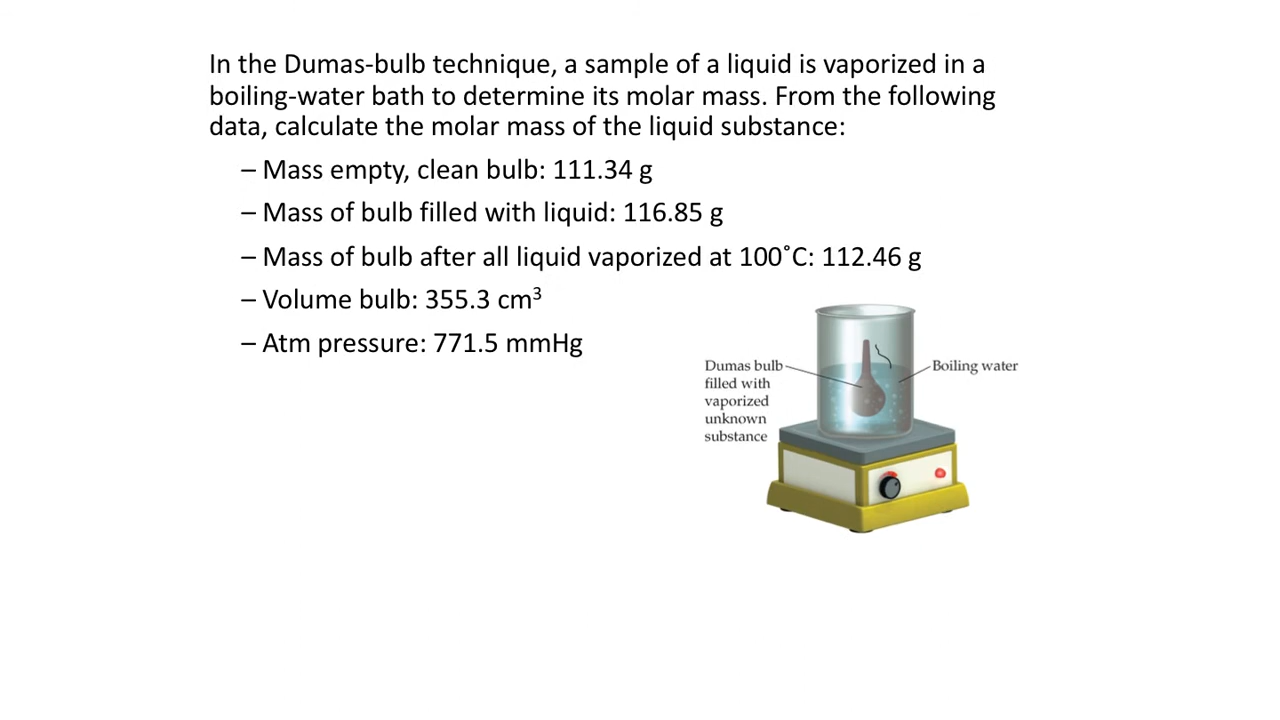 In the Dumas-bulb technique, a sample of a liquid is vaporized in a
boiling-water bath to determine its molar mass. From the following
data, calculate the molar mass of the liquid substance:
– Mass empty, clean bulb: 111.34 g
– Mass of bulb filled with liquid: 116.85 g
– Mass of bulb after all liquid vaporized at 100˚C: 112.46 g
– Volume bulb: 355.3 cm³
– Atm pressure: 771.5 mmHg
Dumas bulb
filled with
vaporized
unknown
substance
Boiling water